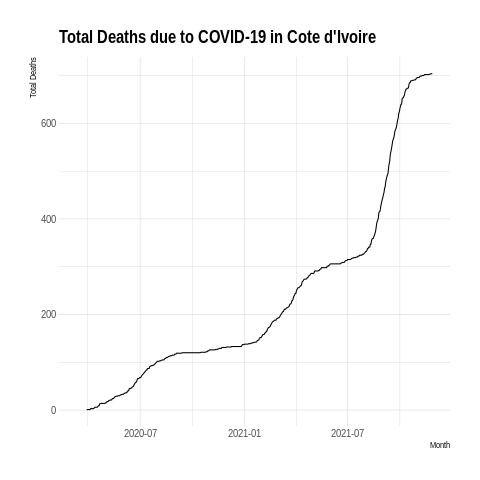 Total Deaths due to COVID-19 in Cote d'Ivoire
Total Deaths
600
400
200
0
2020-07 2021-01 2021-07
Month